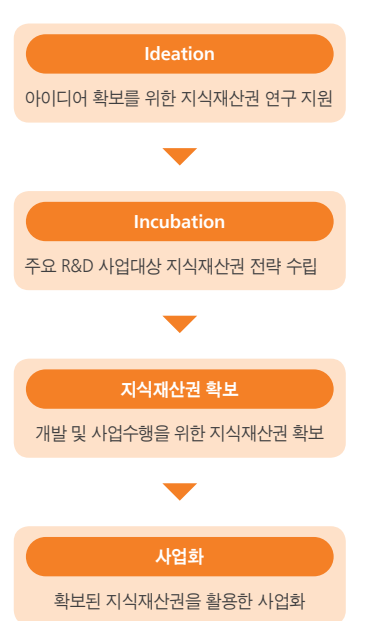 Ideation
아이디어 확보를 위한 지식재산권 연구 지원
Incubation
주요 R&D 사업대상 지식재산권 전략 수립
지식재산권 확보
개발 및 사업수행을 위한 지식재산권 확보
사업화
확보된 지식재산권을 활용한 사업화